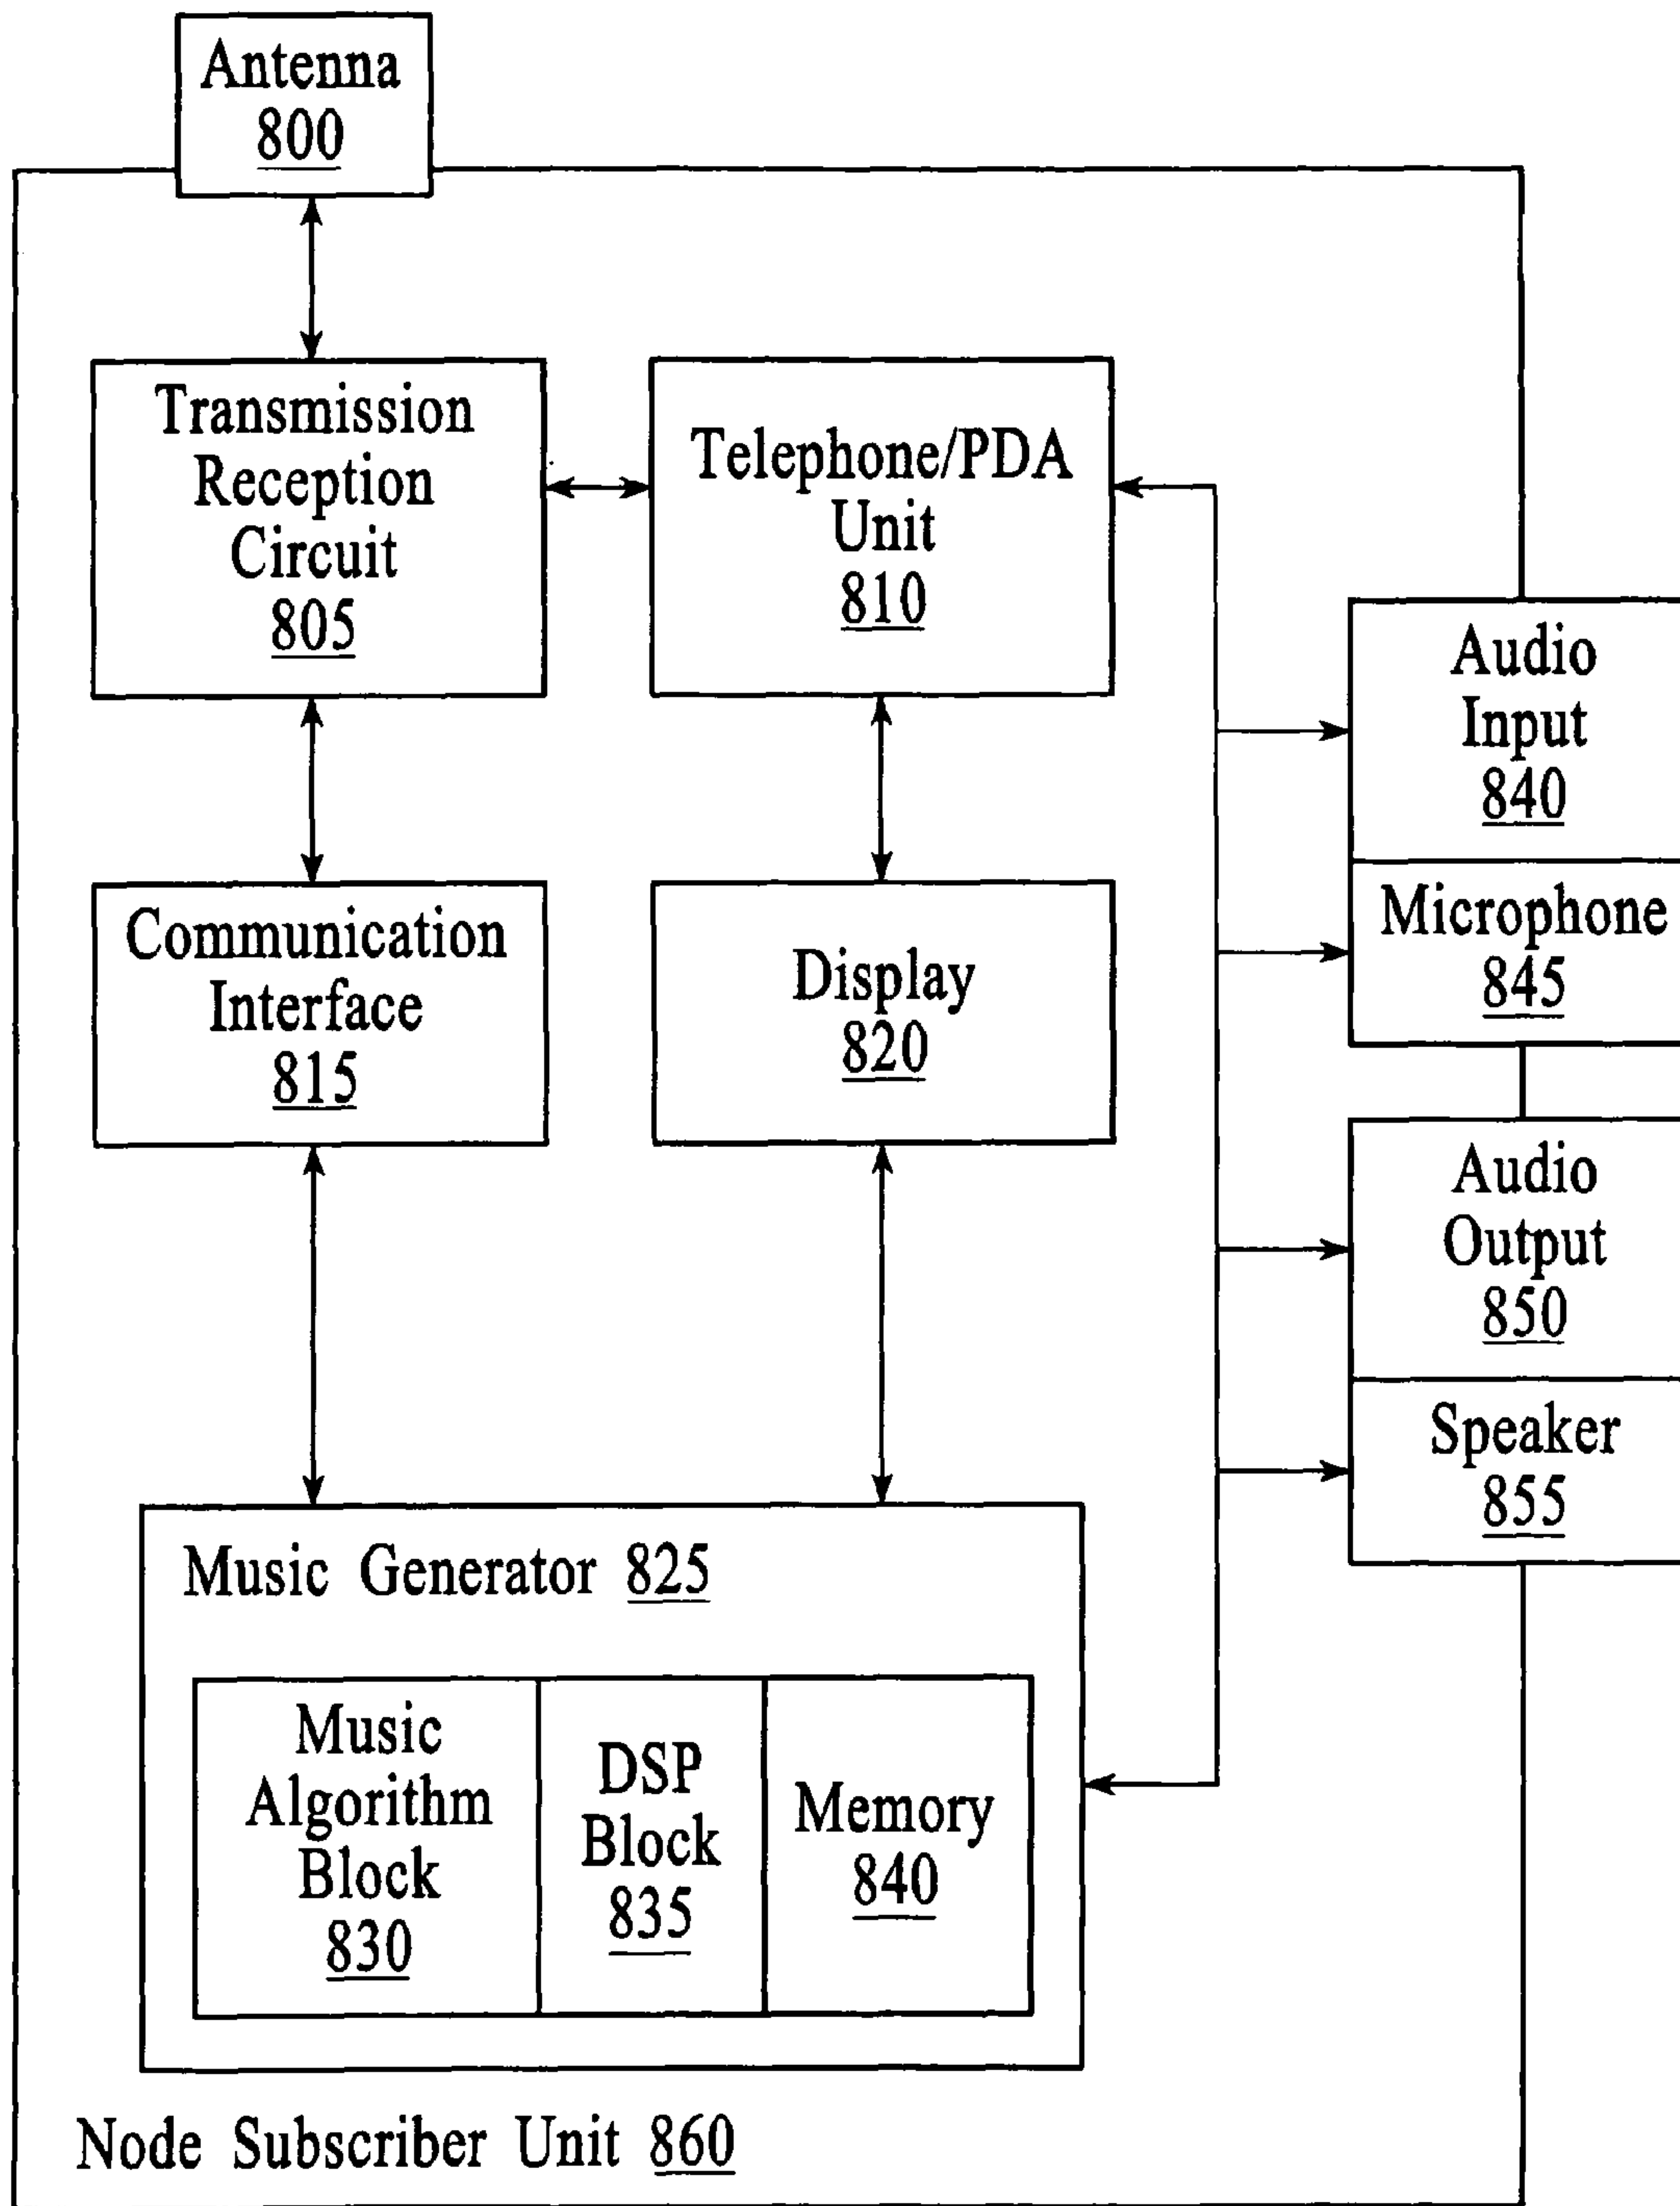 Antenna
800
Transmission
Reception
Circuit
805
Telephone/PDA
Unit
810
Audio
Input
840
Microphone
845
Communication
Interface
815
Display
820
Audio
Output
850
Speaker
855
Music Generator 825
Music
Algorithm
Block
830
DSP
Block
835
Memory
840
Node Subscriber Unit 860